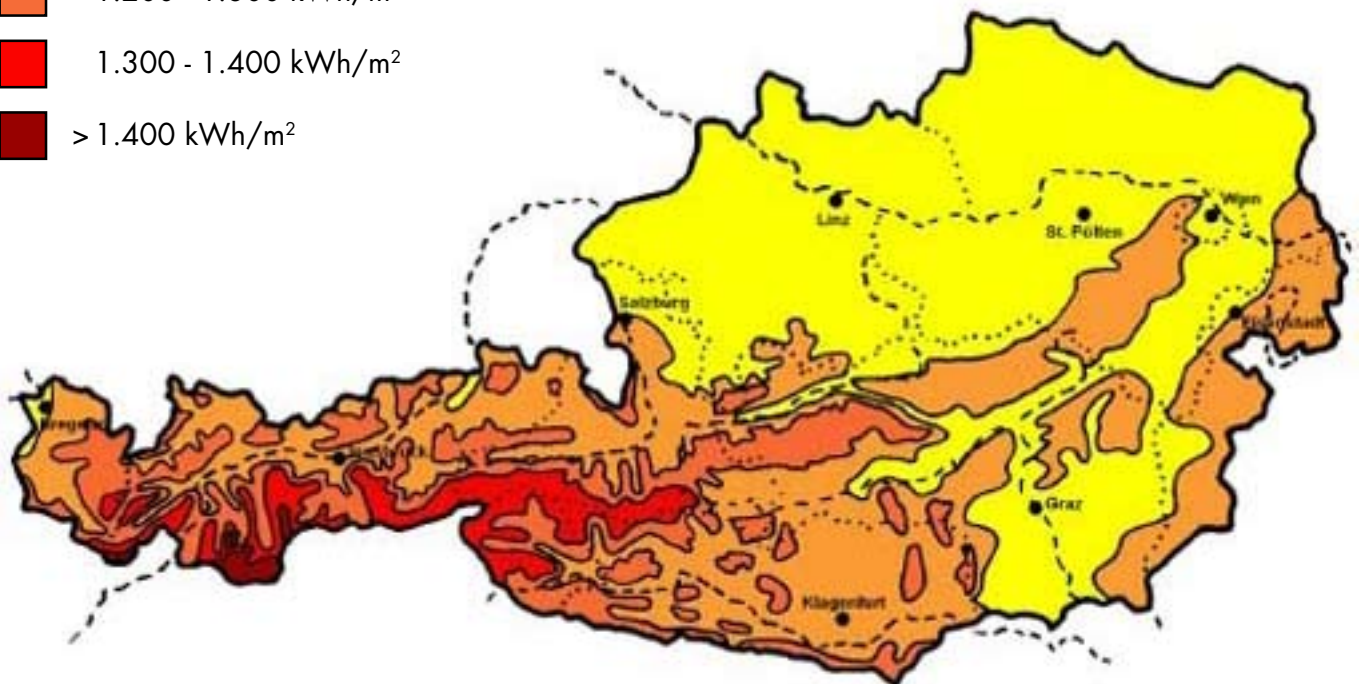 1.300 - 1.400 kWh/m²
> 1.400 kWh/m²
Wien
Linz
St. Pölten
Salzburg
Graz
Klagenfurt